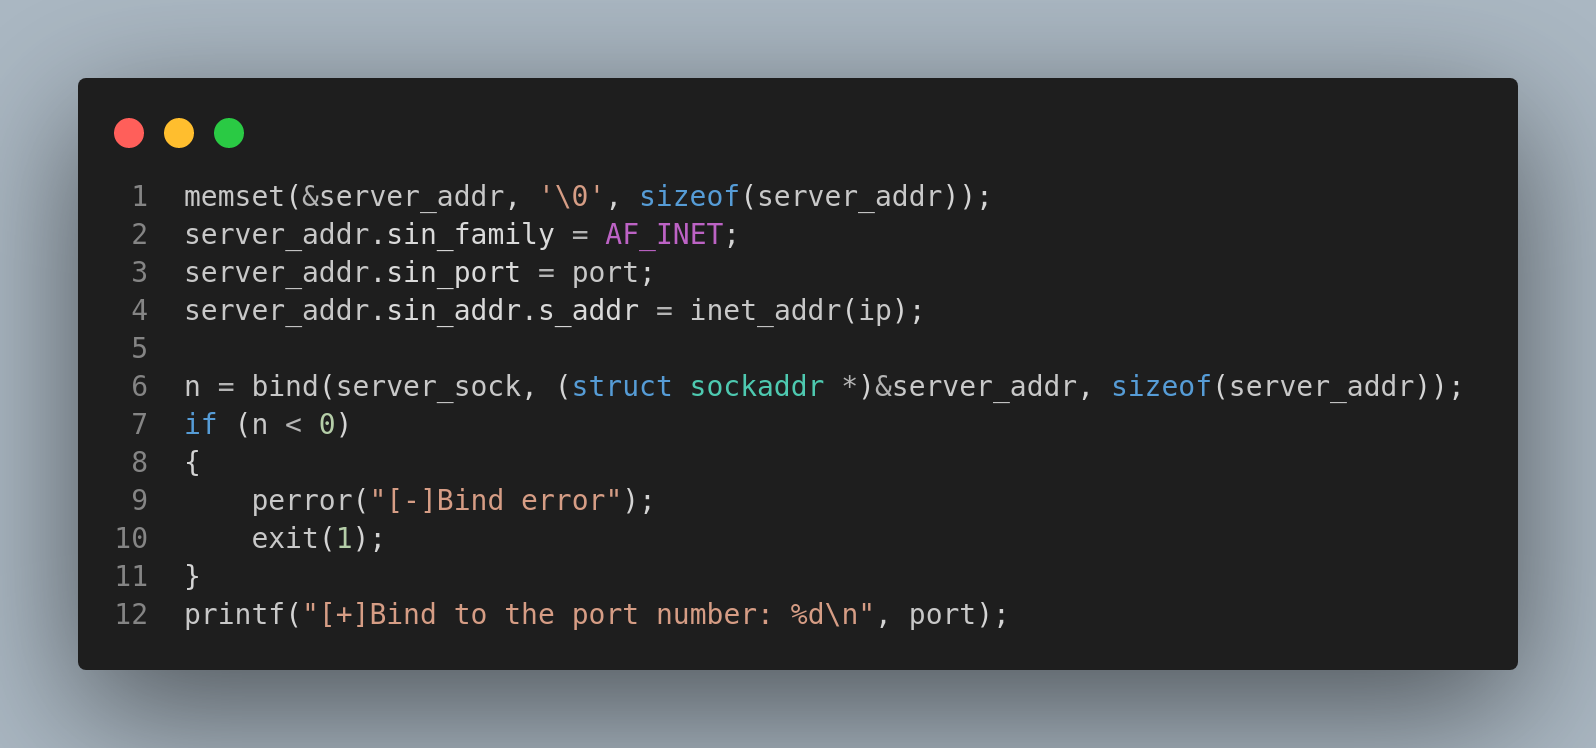 1 memset(&server_addr, '\0', sizeof(server_addr));
2 server_addr.sin_family = AF_INET;
3 server_addr.sin_port = port;
4 server_addr.sin_addr.s_addr = inet_addr(ip);
5
6 n = bind(server_sock, (struct sockaddr *)&server_addr, sizeof(server_addr));
7 if (n < 0)
8 {
9     perror("[-]Bind error");
10     exit(1);
11 }
12 printf("[+]Bind to the port number: %d\n", port);